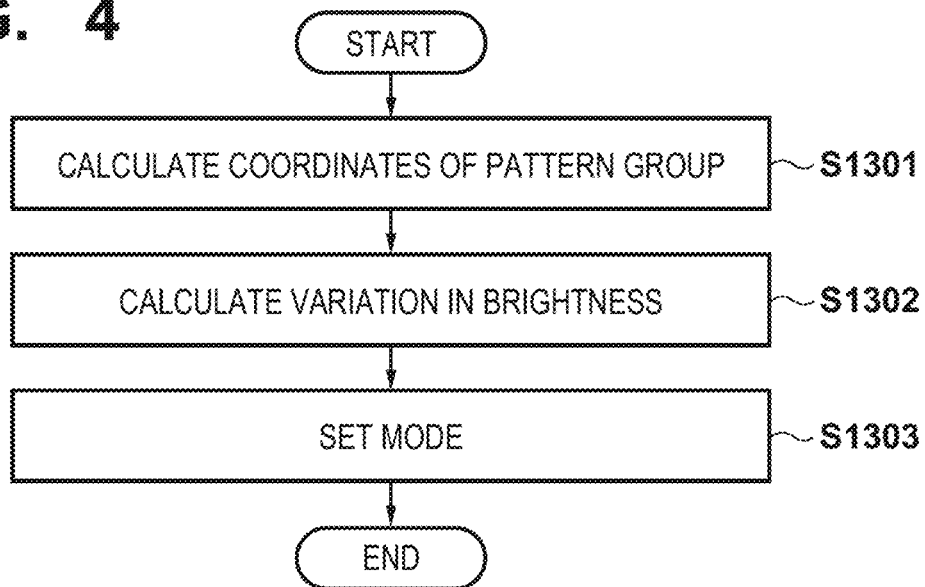 G. 4
START
CALCULATE COORDINATES OF PATTERN GROUP S1301
CALCULATE VARIATION IN BRIGHTNESS S1302
SET MODE S1303
END